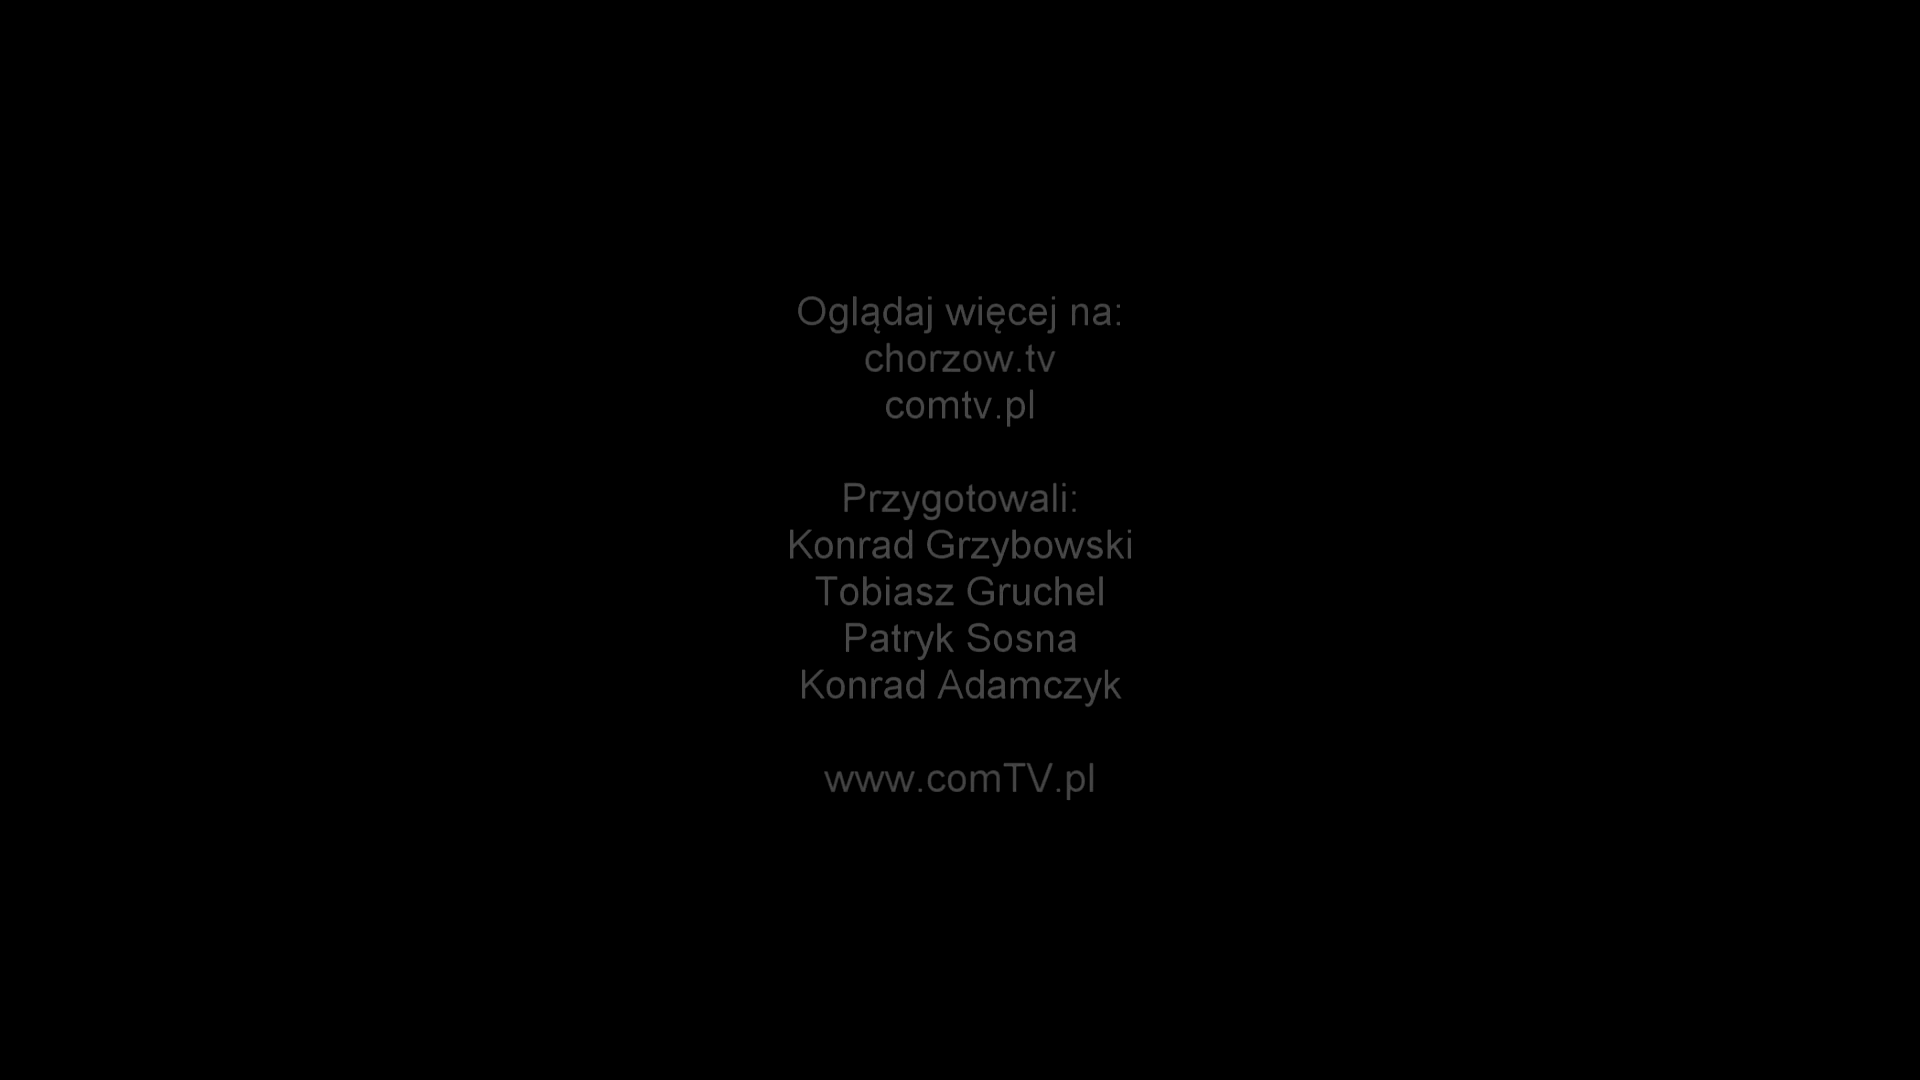 Oglądaj więcej na:
chorzow.tv
comtv.pl
Przygotowali:
Konrad Grzybowski
Tobiasz Gruchel
Patryk Sosna
Konrad Adamczyk
www.comTV.pl